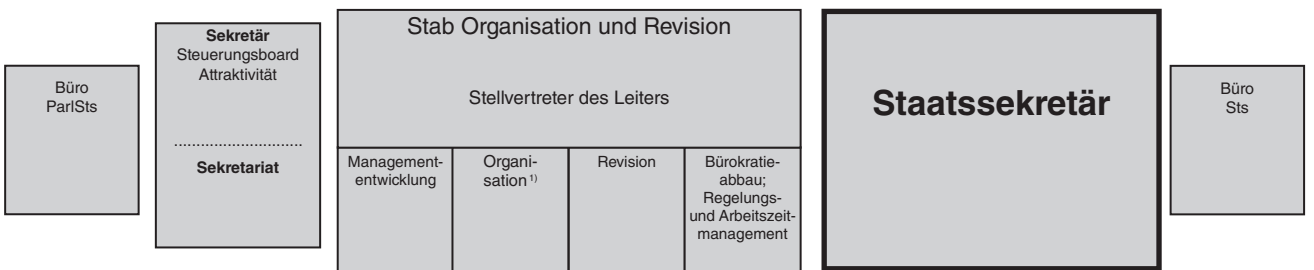 Büro
ParlSts
Sekretär
Steuerungsboard
Attraktivität
..............................
Sekretariat
Stab Organisation und Revision
Stellvertreter des Leiters
Management-
entwicklung
Organi-
sation 1)
Revision
Bürokratie-
abbau;
Regelungs-
und Arbeitszeit-
management
Staatssekretär
Büro
Sts